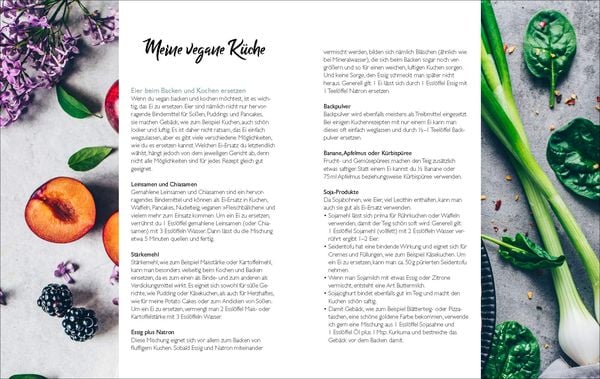 Meine vegane Küche
Eier beim Backen und Kochen ersetzen
Wenn du vegan backen und kochen möchtest, ist es wich-
tig, das Ei zu ersetzen. Eier sind nämlich nicht nur hervor-
ragende Bindemittel für Soßen, Puddings und Pancakes,
sie machen Gebäck, wie zum Beispiel Kuchen, auch schön
locker und luftig. Es ist daher nicht ratsam, das Ei einfach
wegzulassen, aber es gibt viele verschiedene Möglichkeiten,
wie du es ersetzen kannst. Welchen Ei-Ersatz du letztendlich
wählst, hängt jedoch von dem jeweiligen Gericht ab, denn
nicht alle Möglichkeiten sind für jedes Rezept gleich gut
geeignet.
Leinsamen und Chiasamen
Gemahlene Leinsamen und Chiasamen sind ein hervor-
ragendes Bindemittel und können als Ei-Ersatz in Kuchen,
Waffeln, Pancakes, Nudelteig, veganen »Fleischbällchen« und
vielem mehr zum Einsatz kommen. Um ein Ei zu ersetzen,
verrührst du 1 Esslöffel gemahlene Leinsamen (oder Chia-
samen) mit 3 Esslöffeln Wasser. Dann lässt du die Mischung
etwa 5 Minuten quellen und fertig.
Stärkemehl
Stärkemehl, wie zum Beispiel Maisstärke oder Kartoffelmehl,
kann man besonders vielseitig beim Kochen und Backen
einsetzen, da es zum einen als Binde- und zum anderen als
Verdickungsmittel wirkt. Es eignet sich sowohl für süße Ge-
richte, wie Pudding oder Käsekuchen, als auch für Herzhaftes,
wie für meine Potato Cakes oder zum Andicken von Soßen.
Um ein Ei zu ersetzen, vermengt man 2 Esslöffel Mais- oder
Kartoffelstärke mit 3 Esslöffeln Wasser.
Essig plus Natron
Diese Mischung eignet sich vor allem zum Backen von
fluffigem Kuchen. Sobald Essig und Natron miteinander
vermischt werden, bilden sich nämlich Bläschen (ähnlich wie
bei Mineralwasser), die sich beim Backen sogar noch ver-
größern und so für einen weichen, luftigen Kuchen sorgen.
Und keine Sorge, den Essig schmeckt man später nicht
heraus. Generell gilt: 1 Ei lässt sich durch 1 Esslöffel Essig mit
1 Teelöffel Natron ersetzen.
Backpulver
Backpulver wird ebenfalls meistens als Treibmittel eingesetzt.
Bei einigen Kuchenrezepten mit nur einem Ei kann man
dieses oft einfach weglassen und durch ½–1 Teelöffel Back-
pulver ersetzen.
Banane, Apfelmus oder Kürbispüree
Frucht- und Gemüsepürees machen den Teig zusätzlich
etwas saftiger. Statt einem Ei kannst du ½ Banane oder
75 ml Apfelmus beziehungsweise Kürbispüree verwenden.
Soja-Produkte
Da Sojabohnen, wie Eier, viel Lecithin enthalten, kann man
sie auch sie gut als Ei-Ersatz verwenden.
• Sojamehl lässt sich prima für Rührkuchen oder Waffeln
verwenden, damit der Teig schön soft wird. Generell gilt:
1 Esslöffel Sojamehl (vollfett) mit 2 Esslöffeln Wasser ver-
rührt ergibt 1–2 Eier.
• Seidentofu hat eine bindende Wirkung und eignet sich für
Cremes und Füllungen, wie zum Beispiel Käsekuchen. Um
ein Ei zu ersetzen, kann man ca. 50 g pürierten Seidentofu
nehmen.
• Wenn man Sojamilch mit etwas Essig oder Zitrone
vermischt, entsteht eine Art Buttermilch.
• Sojajoghurt bindet ebenfalls gut im Teig und macht den
Kuchen schön saftig.
• Damit Gebäck, wie zum Beispiel Blätterteig- oder Pizza-
taschen, eine schöne goldene Farbe bekommen, verwende
ich gern eine Mischung aus 1 Esslöffel Sojasahne und
1 Esslöffel Öl plus 1 Msp. Kurkuma und bestreiche das
Gebäck vor dem Backen damit.